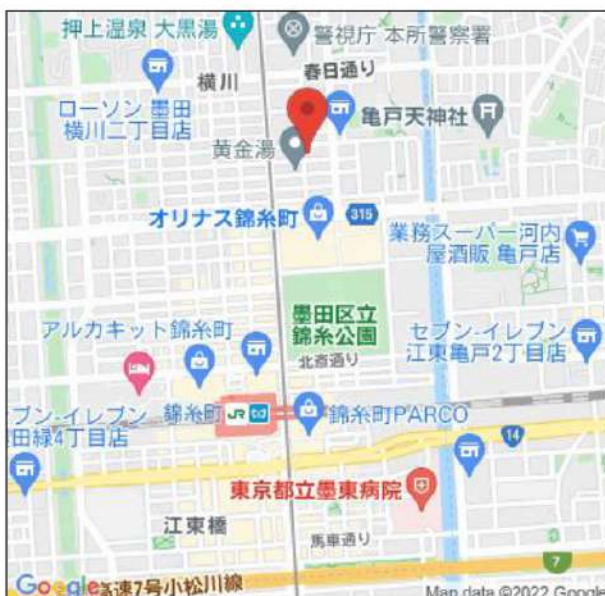 押上温泉 大黒湯
警視庁 本所警察署
春日通り
横川
ローソン 墨田
横川二丁目店
亀戸天神社
黄金湯
オリナス錦糸町
315
業務スーパー河内
屋酒販 亀戸店
墨田区立
錦糸公園
アルカキット錦糸町
北斎通り
セブン-イレブン
江東亀戸2丁目店
ブン-イレブン
田緑4丁目店
錦糸町
JR
錦糸町PARCO
14
東京都立墨東病院
江東橋
馬車通り
7
Google
高速7号小松川線
Map data ©2022 Google